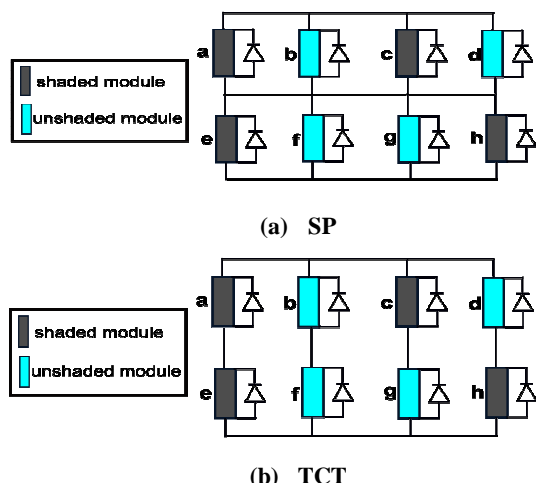 a b c d
shaded module
unshaded module
e f g h
(a) SP
a b c d
shaded module
unshaded module
e f g h
(b) TCT